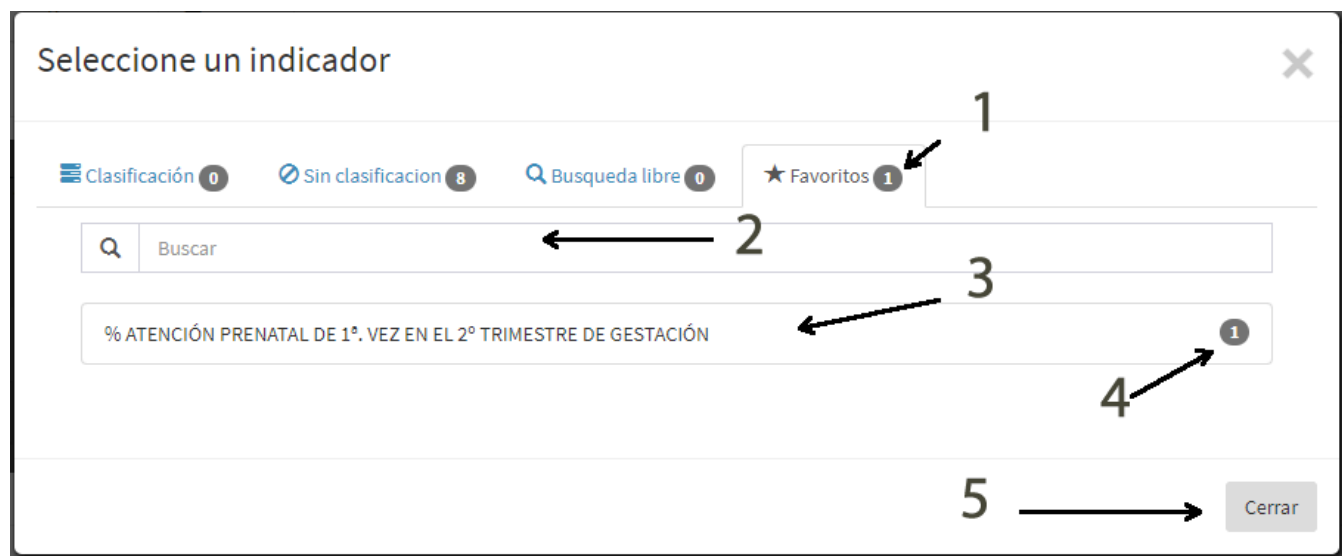 Seleccione un indicador
1
Clasificación 0 Sin clasificacion 8 Busqueda libre 0 Favoritos 1
Buscar
2
3
% ATENCIÓN PRENATAL DE 1ª. VEZ EN EL 2º TRIMESTRE DE GESTACIÓN 1
4
5
Cerrar